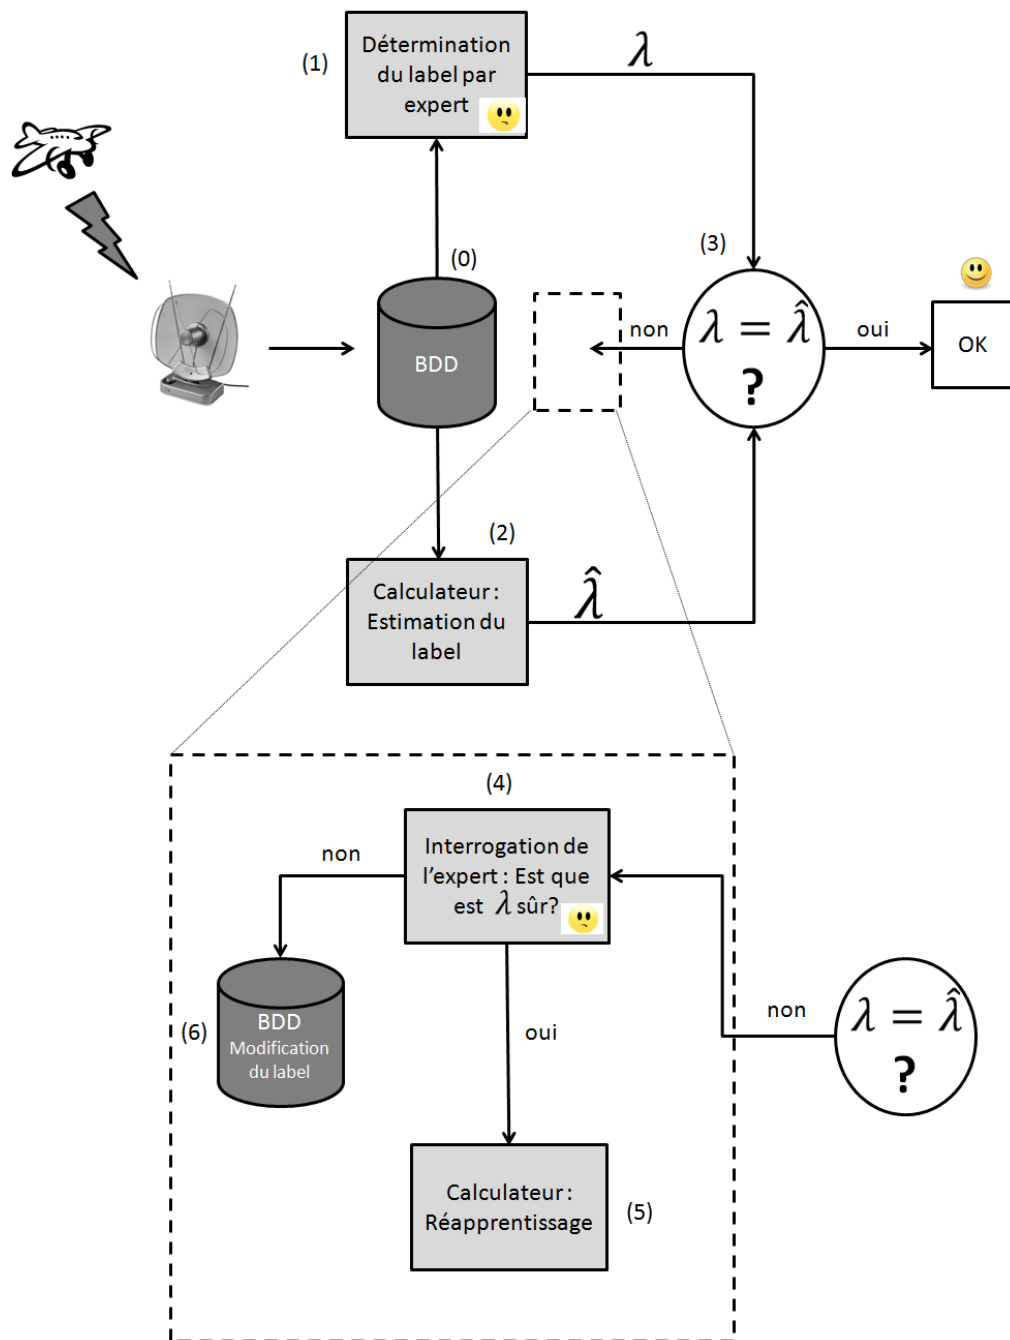 (1)
Détermination
du label par
expert
λ
(0)
BDD
(3)
λ = λ̂
?
non
oui
OK
(2)
Calculateur :
Estimation du
label
λ̂
(4)
Interrogation de
l'expert : Est que
est λ sûr?
non
oui
(6)
BDD
Modification
du label
non
λ = λ̂
?
Calculateur :
Réapprentissage
(5)